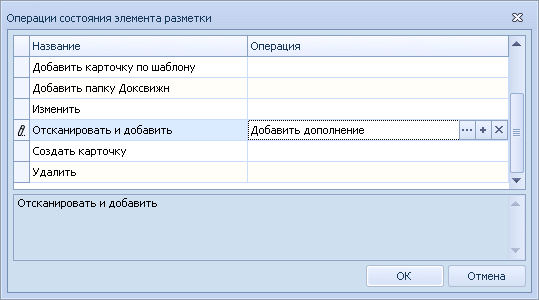 Операции состояния элемента разметки
Название Операция
Добавить карточку по шаблону
Добавить папку Доксвижн
Изменить
Отсканировать и добавить Добавить дополнение
Создать карточку
Удалить
Отсканировать и добавить
OK Отмена